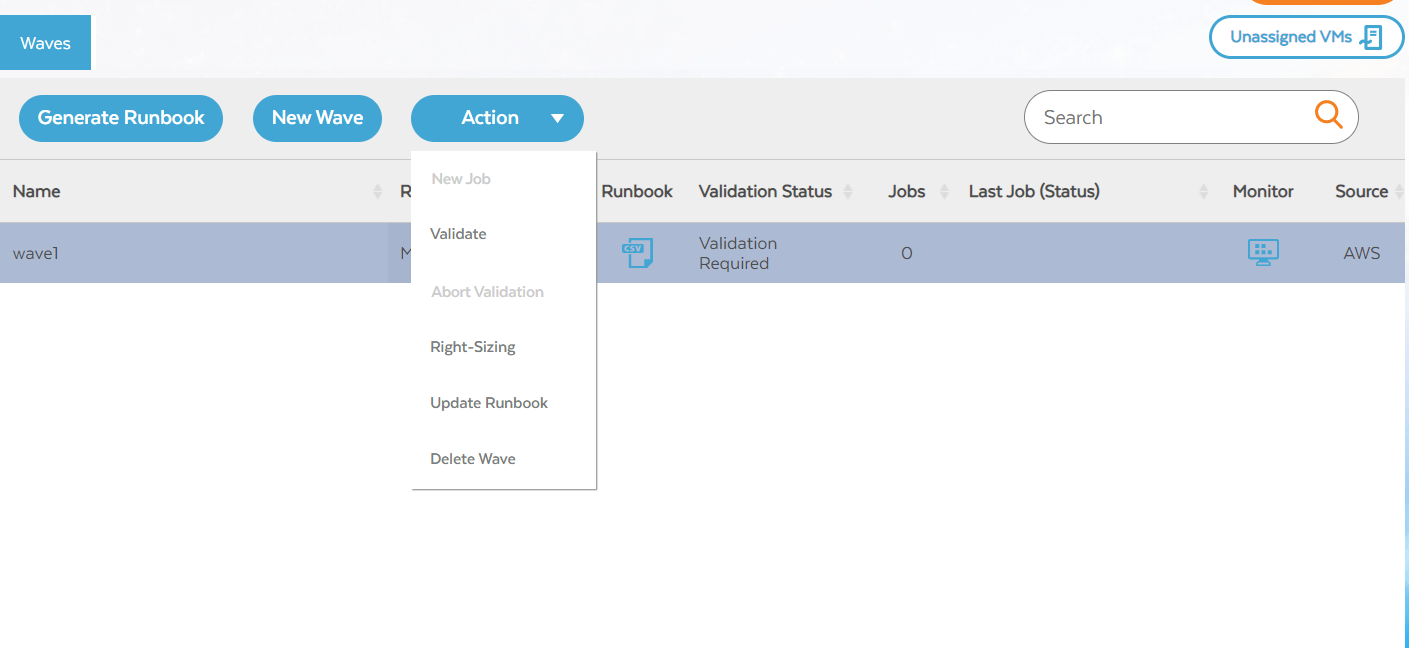 Waves
Unassigned VMs
Generate Runbook
New Wave
Action
Search
New Job
Validate
Abort Validation
Right-Sizing
Update Runbook
Delete Wave
Name
R
Runbook
Validation Status
Jobs
Last Job (Status)
Monitor
Source
wave1
M
CSV
Validation
Required
0
AWS